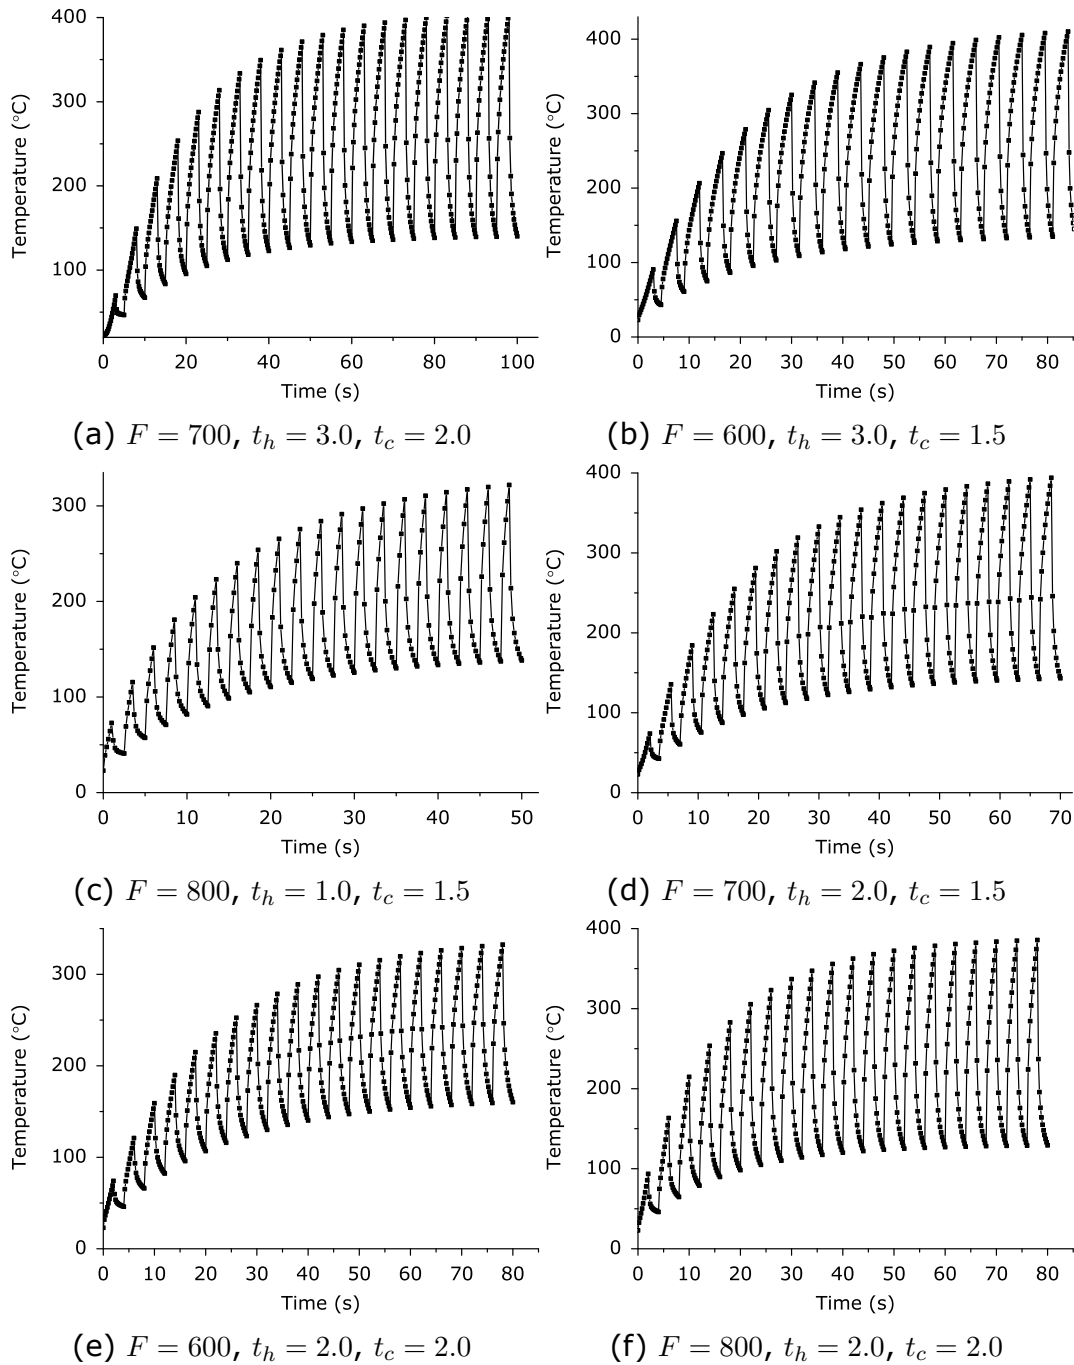 400
300
200
100
Temperature (°C)
0 20 40 60 80 100
Time (s)
(a) F = 700, t_h = 3.0, t_c = 2.0
400
300
200
100
0
Temperature (°C)
0 10 20 30 40 50 60 70 80
Time (s)
(b) F = 600, t_h = 3.0, t_c = 1.5
300
200
100
0
Temperature (°C)
0 10 20 30 40 50
Time (s)
(c) F = 800, t_h = 1.0, t_c = 1.5
400
300
200
100
0
Temperature (°C)
0 10 20 30 40 50 60 70
Time (s)
(d) F = 700, t_h = 2.0, t_c = 1.5
300
200
100
0
Temperature (°C)
0 10 20 30 40 50 60 70 80
Time (s)
(e) F = 600, t_h = 2.0, t_c = 2.0
400
300
200
100
0
Temperature (°C)
0 10 20 30 40 50 60 70 80
Time (s)
(f) F = 800, t_h = 2.0, t_c = 2.0